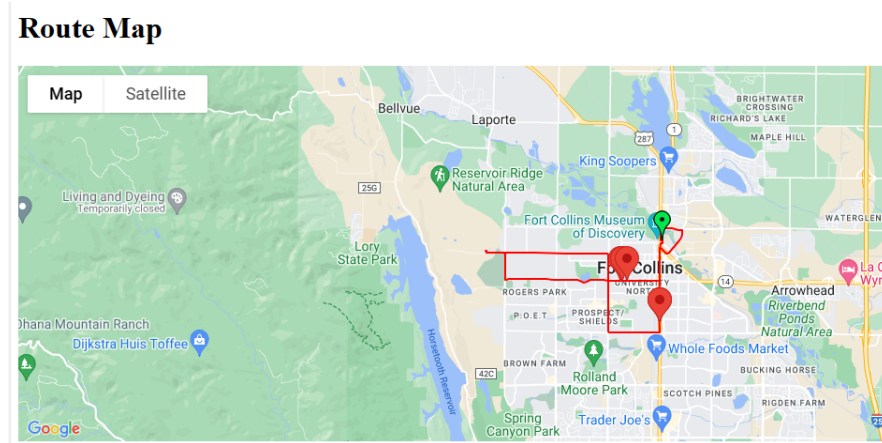 Route Map
Map
Satellite
BRIGHTWATER
CROSSING
Bellvue
RICHARD'S LAKE
Laporte
1
287
MAPLE HILL
King Soopers
Reservoir Ridge
Natural Area
25G
Living and Dyeing
Temporarily closed
Fort Collins Museum
of Discovery
WATERGLEN
Lory
State Park
Collins
La C
Wyn
UNIVERSITY
NORTH
14
ROGERS PARK
Arrowhead
Riverbend
Ponds
Natural Area
P.O.E.T
PROSPECT/
SHIELDS
Ohana Mountain Ranch
Dijkstra Huis Toffee
Horsetooth Reservoir
Whole Foods Market
BROWN FARM
BUCKING HORSE
42C
Rolland
Moore Park
SCOTCH PINES
RIGDEN FARM
Spring
Canyon Park
Trader Joe's
25
Google